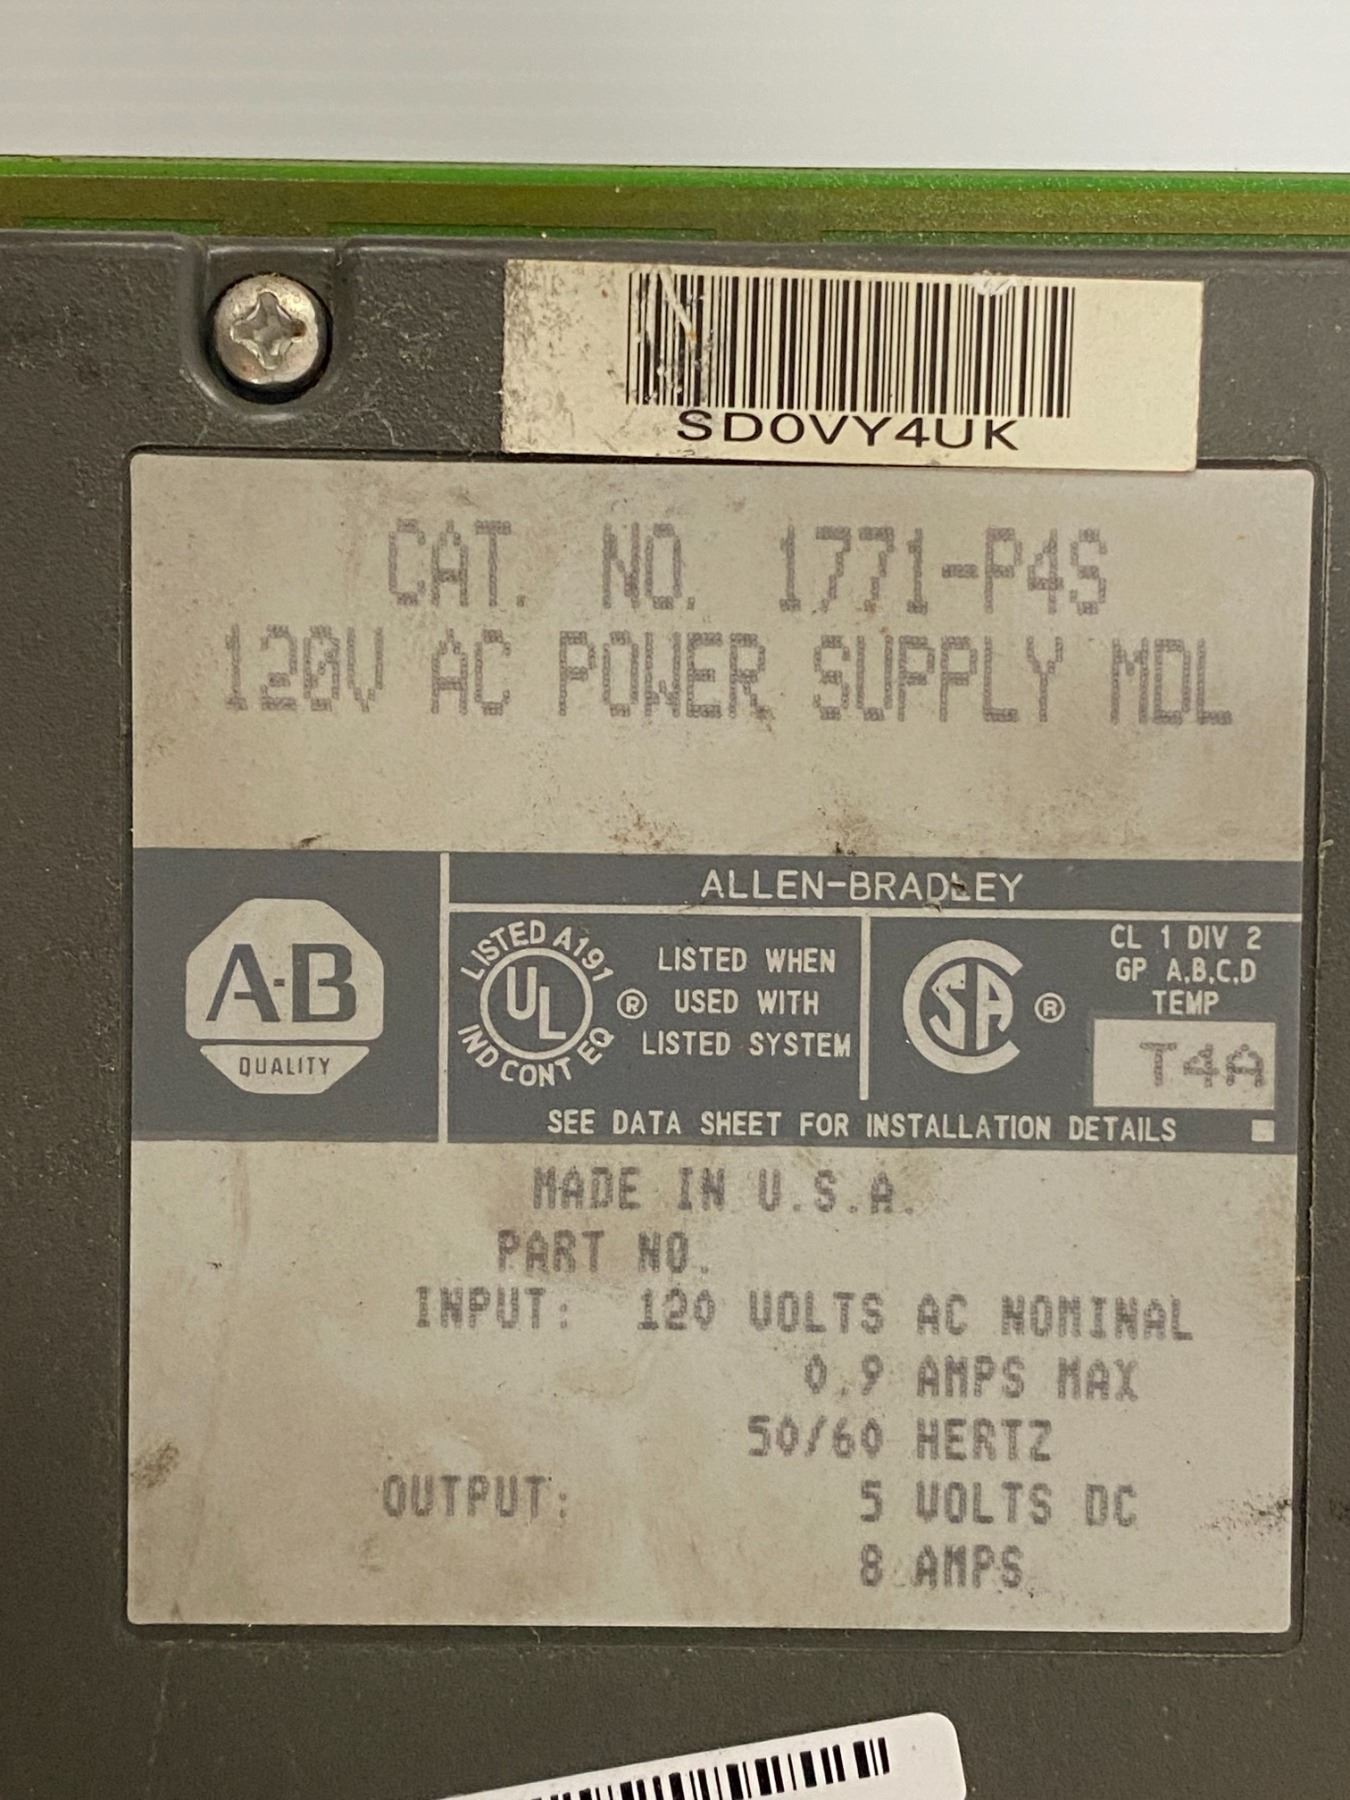 SD0VY4UK
CAT. NO. 1771-P4S
120V AC POWER SUPPLY MDL
ALLEN-BRADLEY
A-B
QUALITY
LISTED A191
UL
IND CONT EQ
®
LISTED WHEN
USED WITH
LISTED SYSTEM
SA
®
CL 1 DIV 2
GP A,B,C,D
TEMP
T4A
SEE DATA SHEET FOR INSTALLATION DETAILS
MADE IN U.S.A.
PART NO.
INPUT: 120 VOLTS AC NOMINAL
0.9 AMPS MAX
50/60 HERTZ
OUTPUT: 5 VOLTS DC
8 AMPS